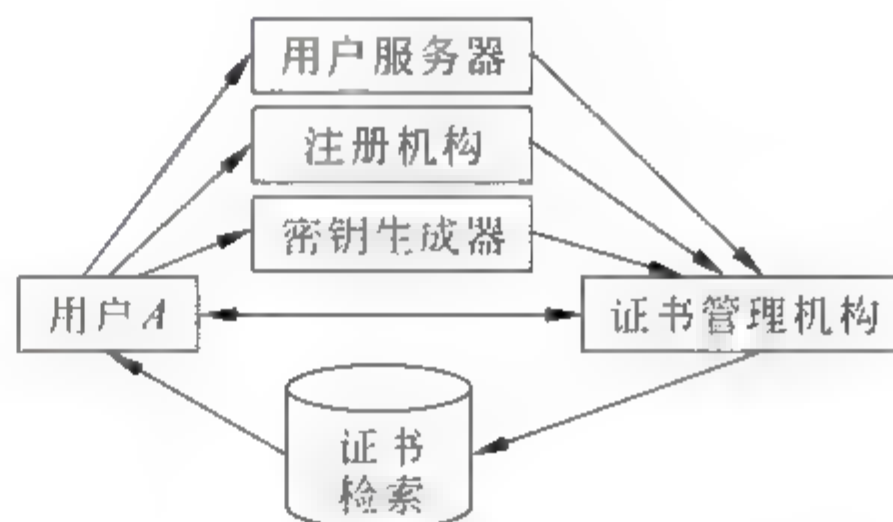 用户服务器
注册机构
密钥生成器
用户A
证书管理机构
证书
检索